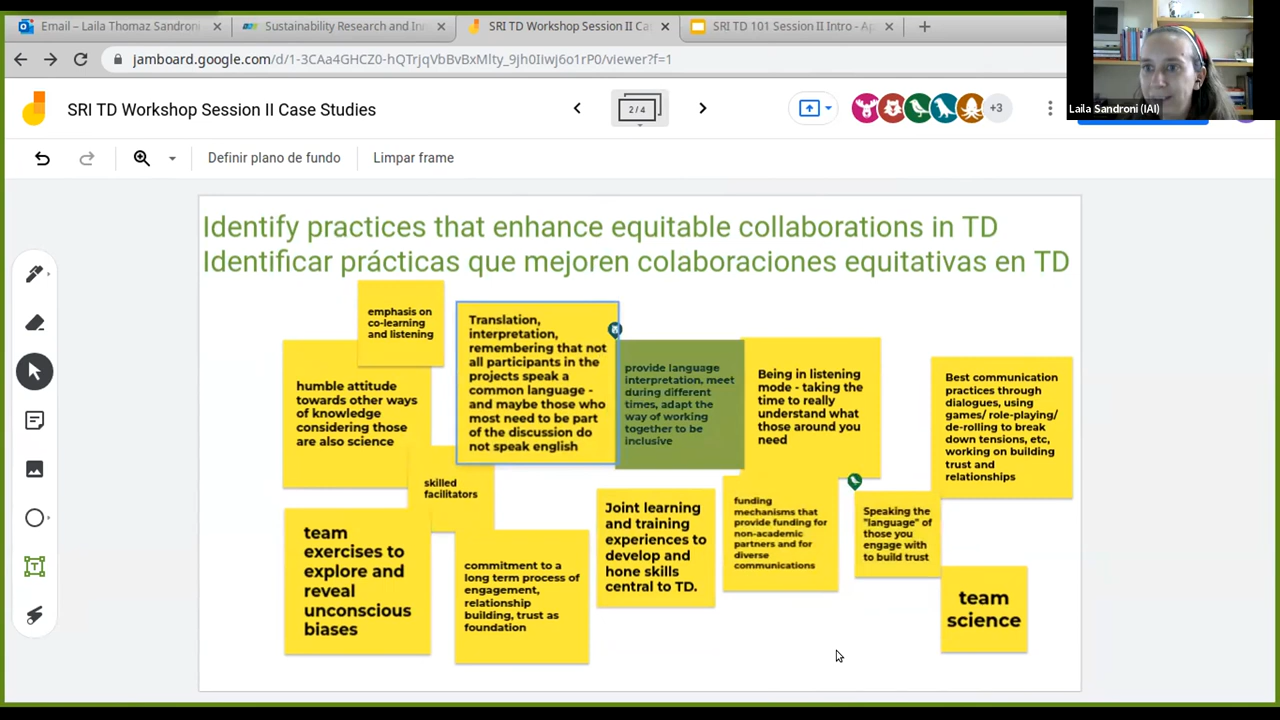 Email – Laila Thomaz Sandroni
Sustainability Research and Inn
SRI TD Workshop Session II Ca
SRI TD 101 Session II Intro - Ap
Laila Sandroni (IAI)
SRI TD Workshop Session II Case Studies
2/4
+3
Definir plano de fundo
Limpar frame
Identify practices that enhance equitable collaborations in TD
Identificar prácticas que mejoren colaboraciones equitativas en TD
emphasis on
co-learning
and listening
humble attitude
towards other ways
of knowledge
considering those
are also science
Translation,
interpretation,
remembering that not
all participants in the
projects speak a
common language -
and maybe those who
most need to be part
of the discussion do
not speak english
provide language
interpretation, meet
during different
times, adapt the
way of working
together to be
inclusive
Being in listening
mode - taking the
time to really
understand what
those around you
need
Best communication
practices through
dialogues, using
games/ role-playing/
de-rolling to break
down tensions, etc,
working on building
trust and
relationships
skilled
facilitators
team
exercises to
explore and
reveal
unconscious
biases
commitment to a
long term process of
engagement,
relationship
building, trust as
foundation
Joint learning
and training
experiences to
develop and
hone skills
central to TD.
funding
mechanisms that
provide funding for
non-academic
partners and for
diverse
communications
Speaking the
"language" of
those you
engage with
to build trust
team
science